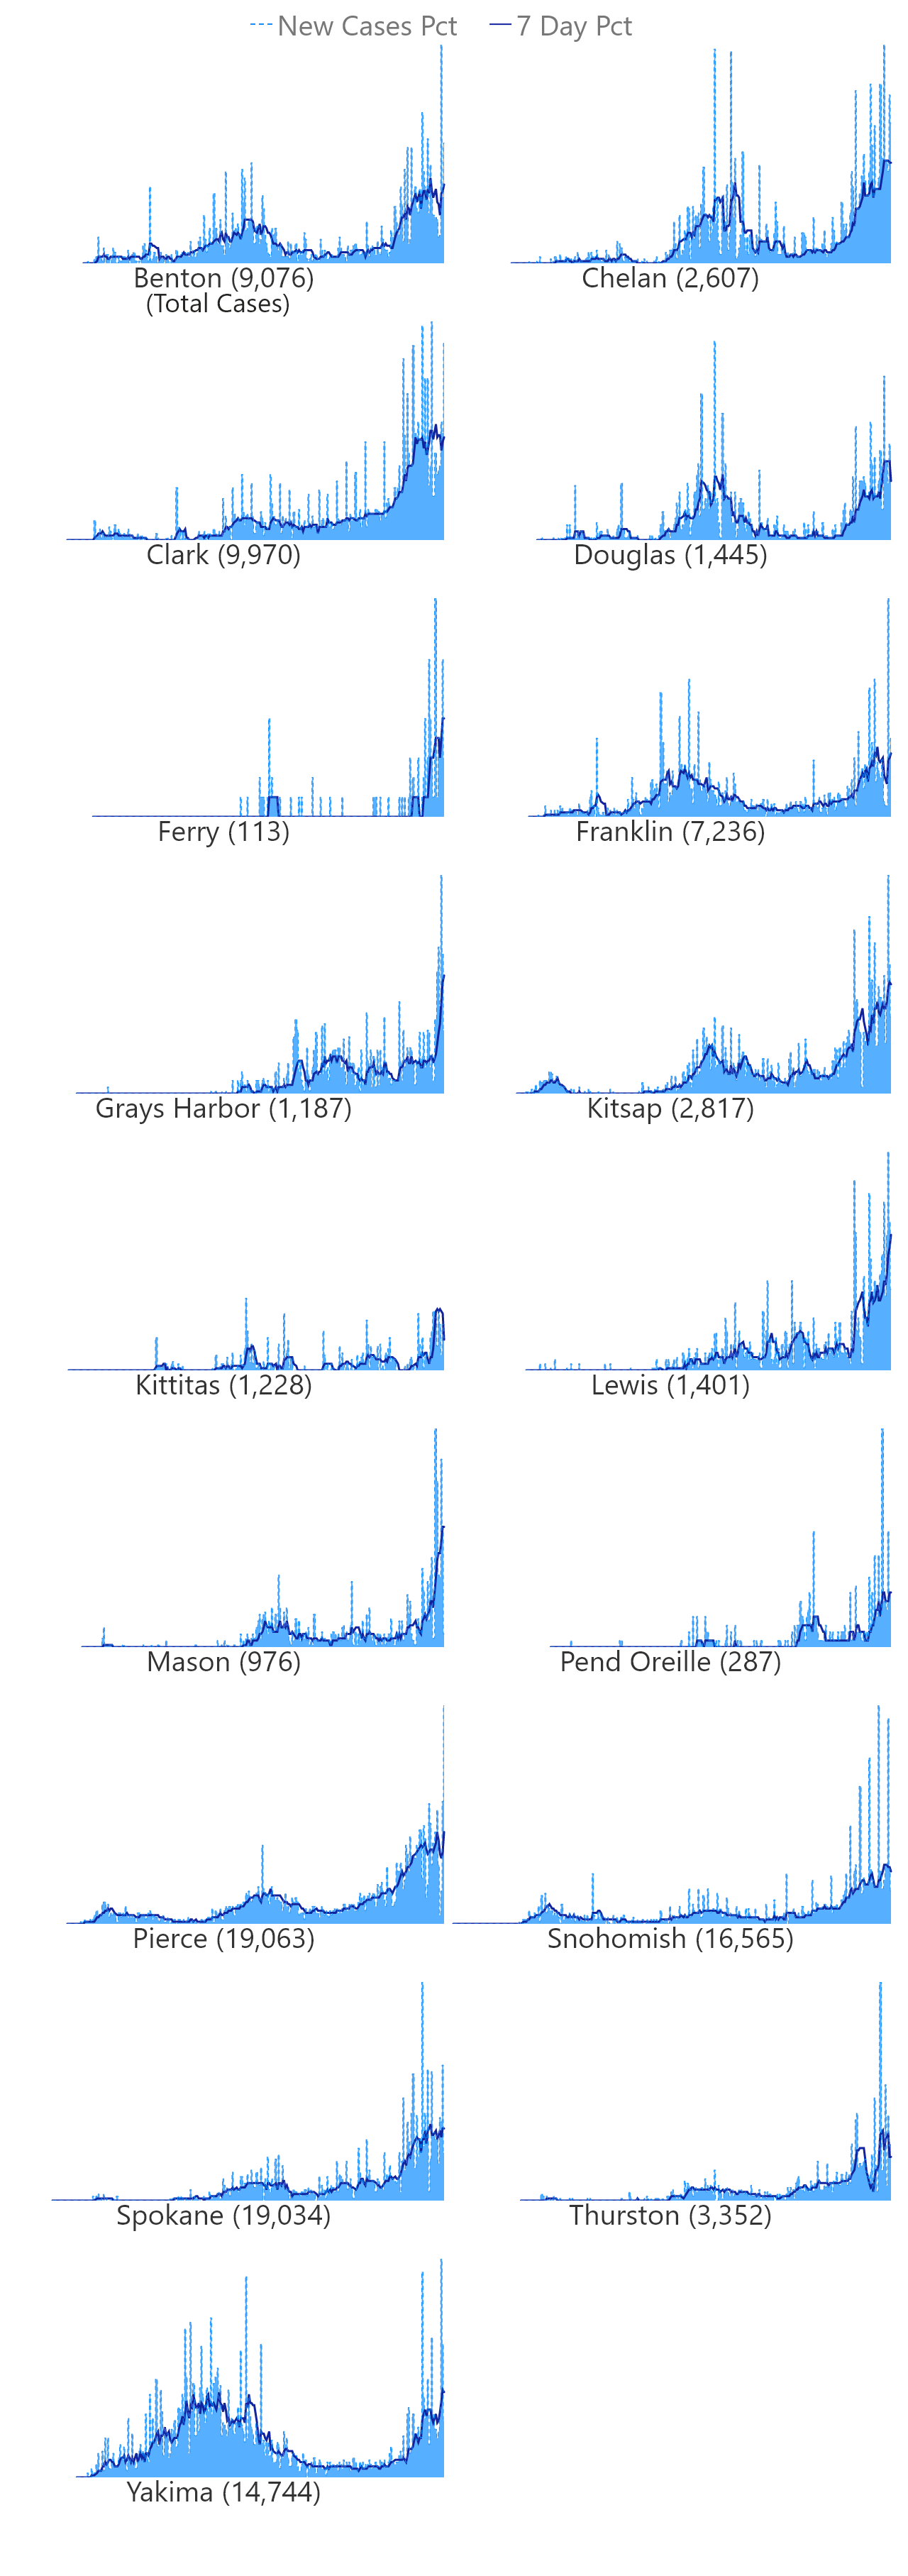 New Cases Pct 7 Day Pct
Benton (9,076) Chelan (2,607)
(Total Cases)
Clark (9,970) Douglas (1,445)
Ferry (113) Franklin (7,236)
Grays Harbor (1,187) Kitsap (2,817)
Kittitas (1,228) Lewis (1,401)
Mason (976) Pend Oreille (287)
Pierce (19,063) Snohomish (16,565)
Spokane (19,034) Thurston (3,352)
Yakima (14,744)